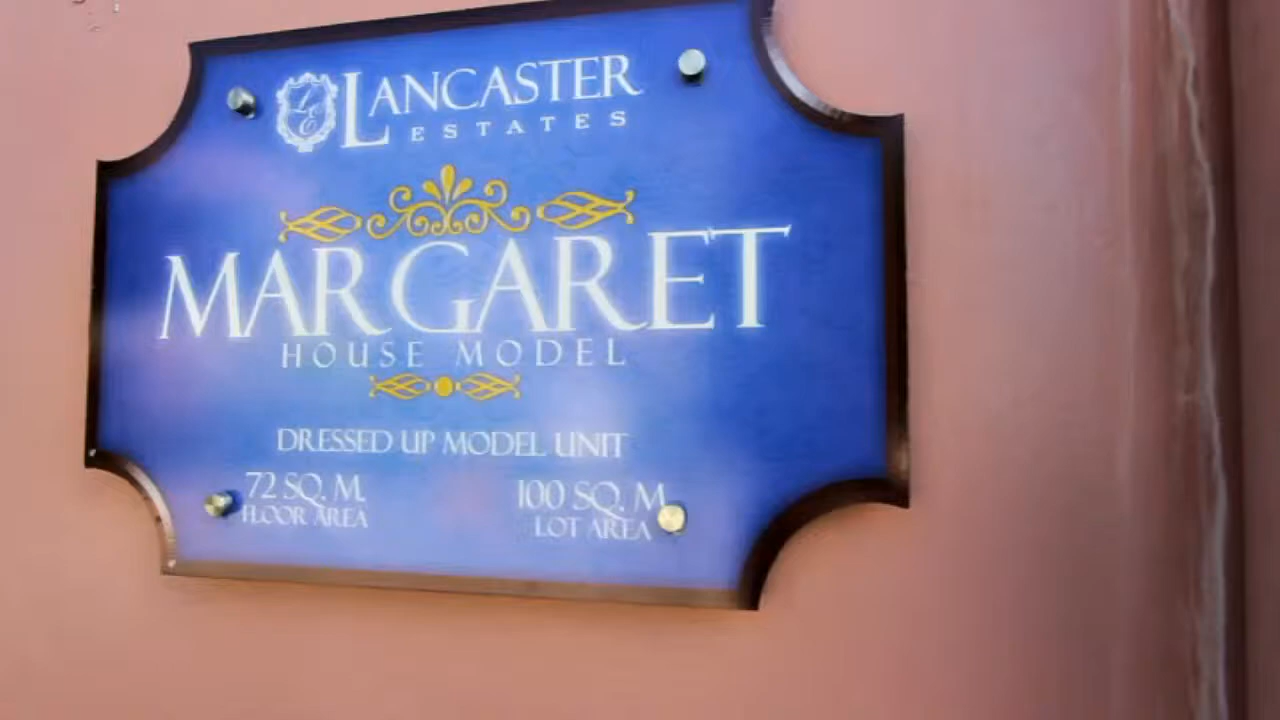 LANCASTER
ESTATES
MARGARET
HOUSE MODEL
DRESSED UP MODEL UNIT
72 SQ. M.
FLOOR AREA
100 SQ. M.
LOT AREA